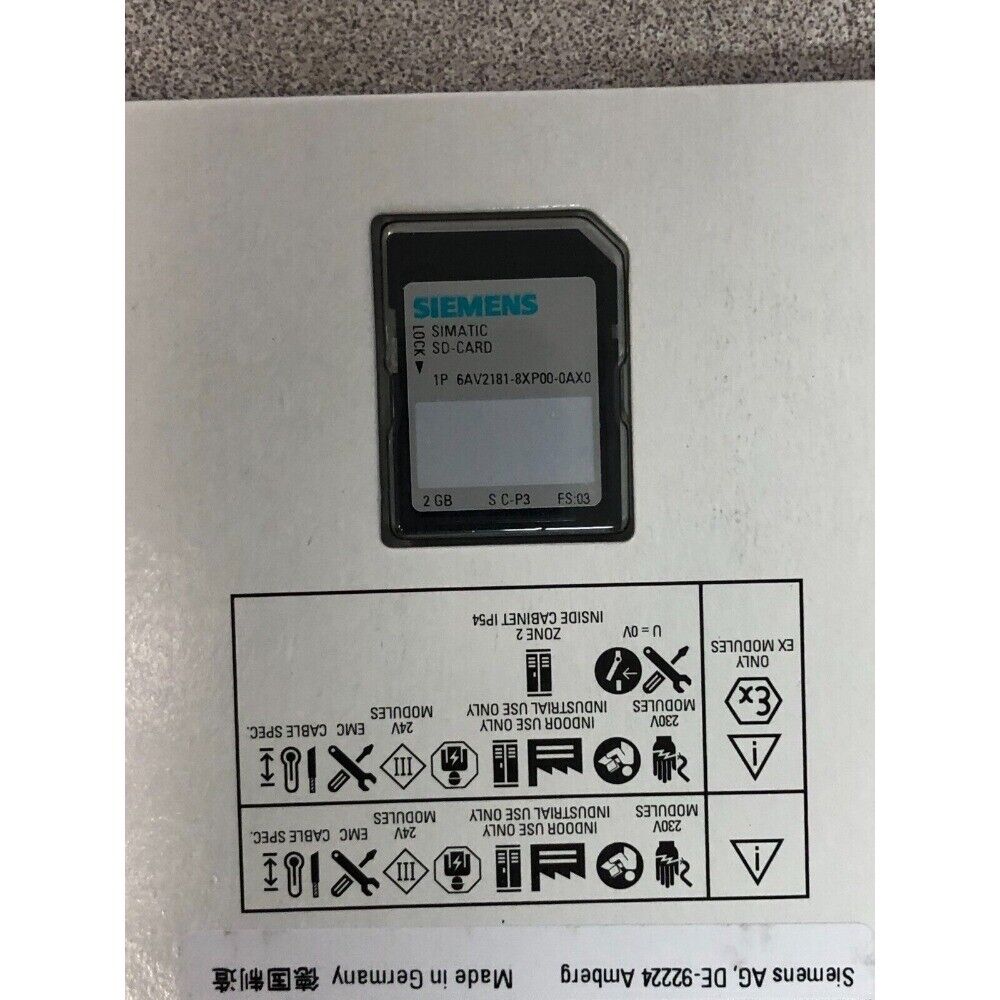 SIEMENS
LOCK
SIMATIC
SD-CARD
1P 6AV2181-8XP00-0AX0
2 GB S C-P3 FS:03
Siemens AG, DE-92224 Amberg Made in Germany 德国制造
230V MODULES
INDOOR USE ONLY
INDUSTRIAL USE ONLY
24V MODULES
EMC CABLE SPEC.
III
i
230V MODULES
INDOOR USE ONLY
INDUSTRIAL USE ONLY
24V MODULES
EMC CABLE SPEC.
III
i
Ex
ONLY
EX MODULES
U = 0V
ZONE 2
INSIDE CABINET IP54